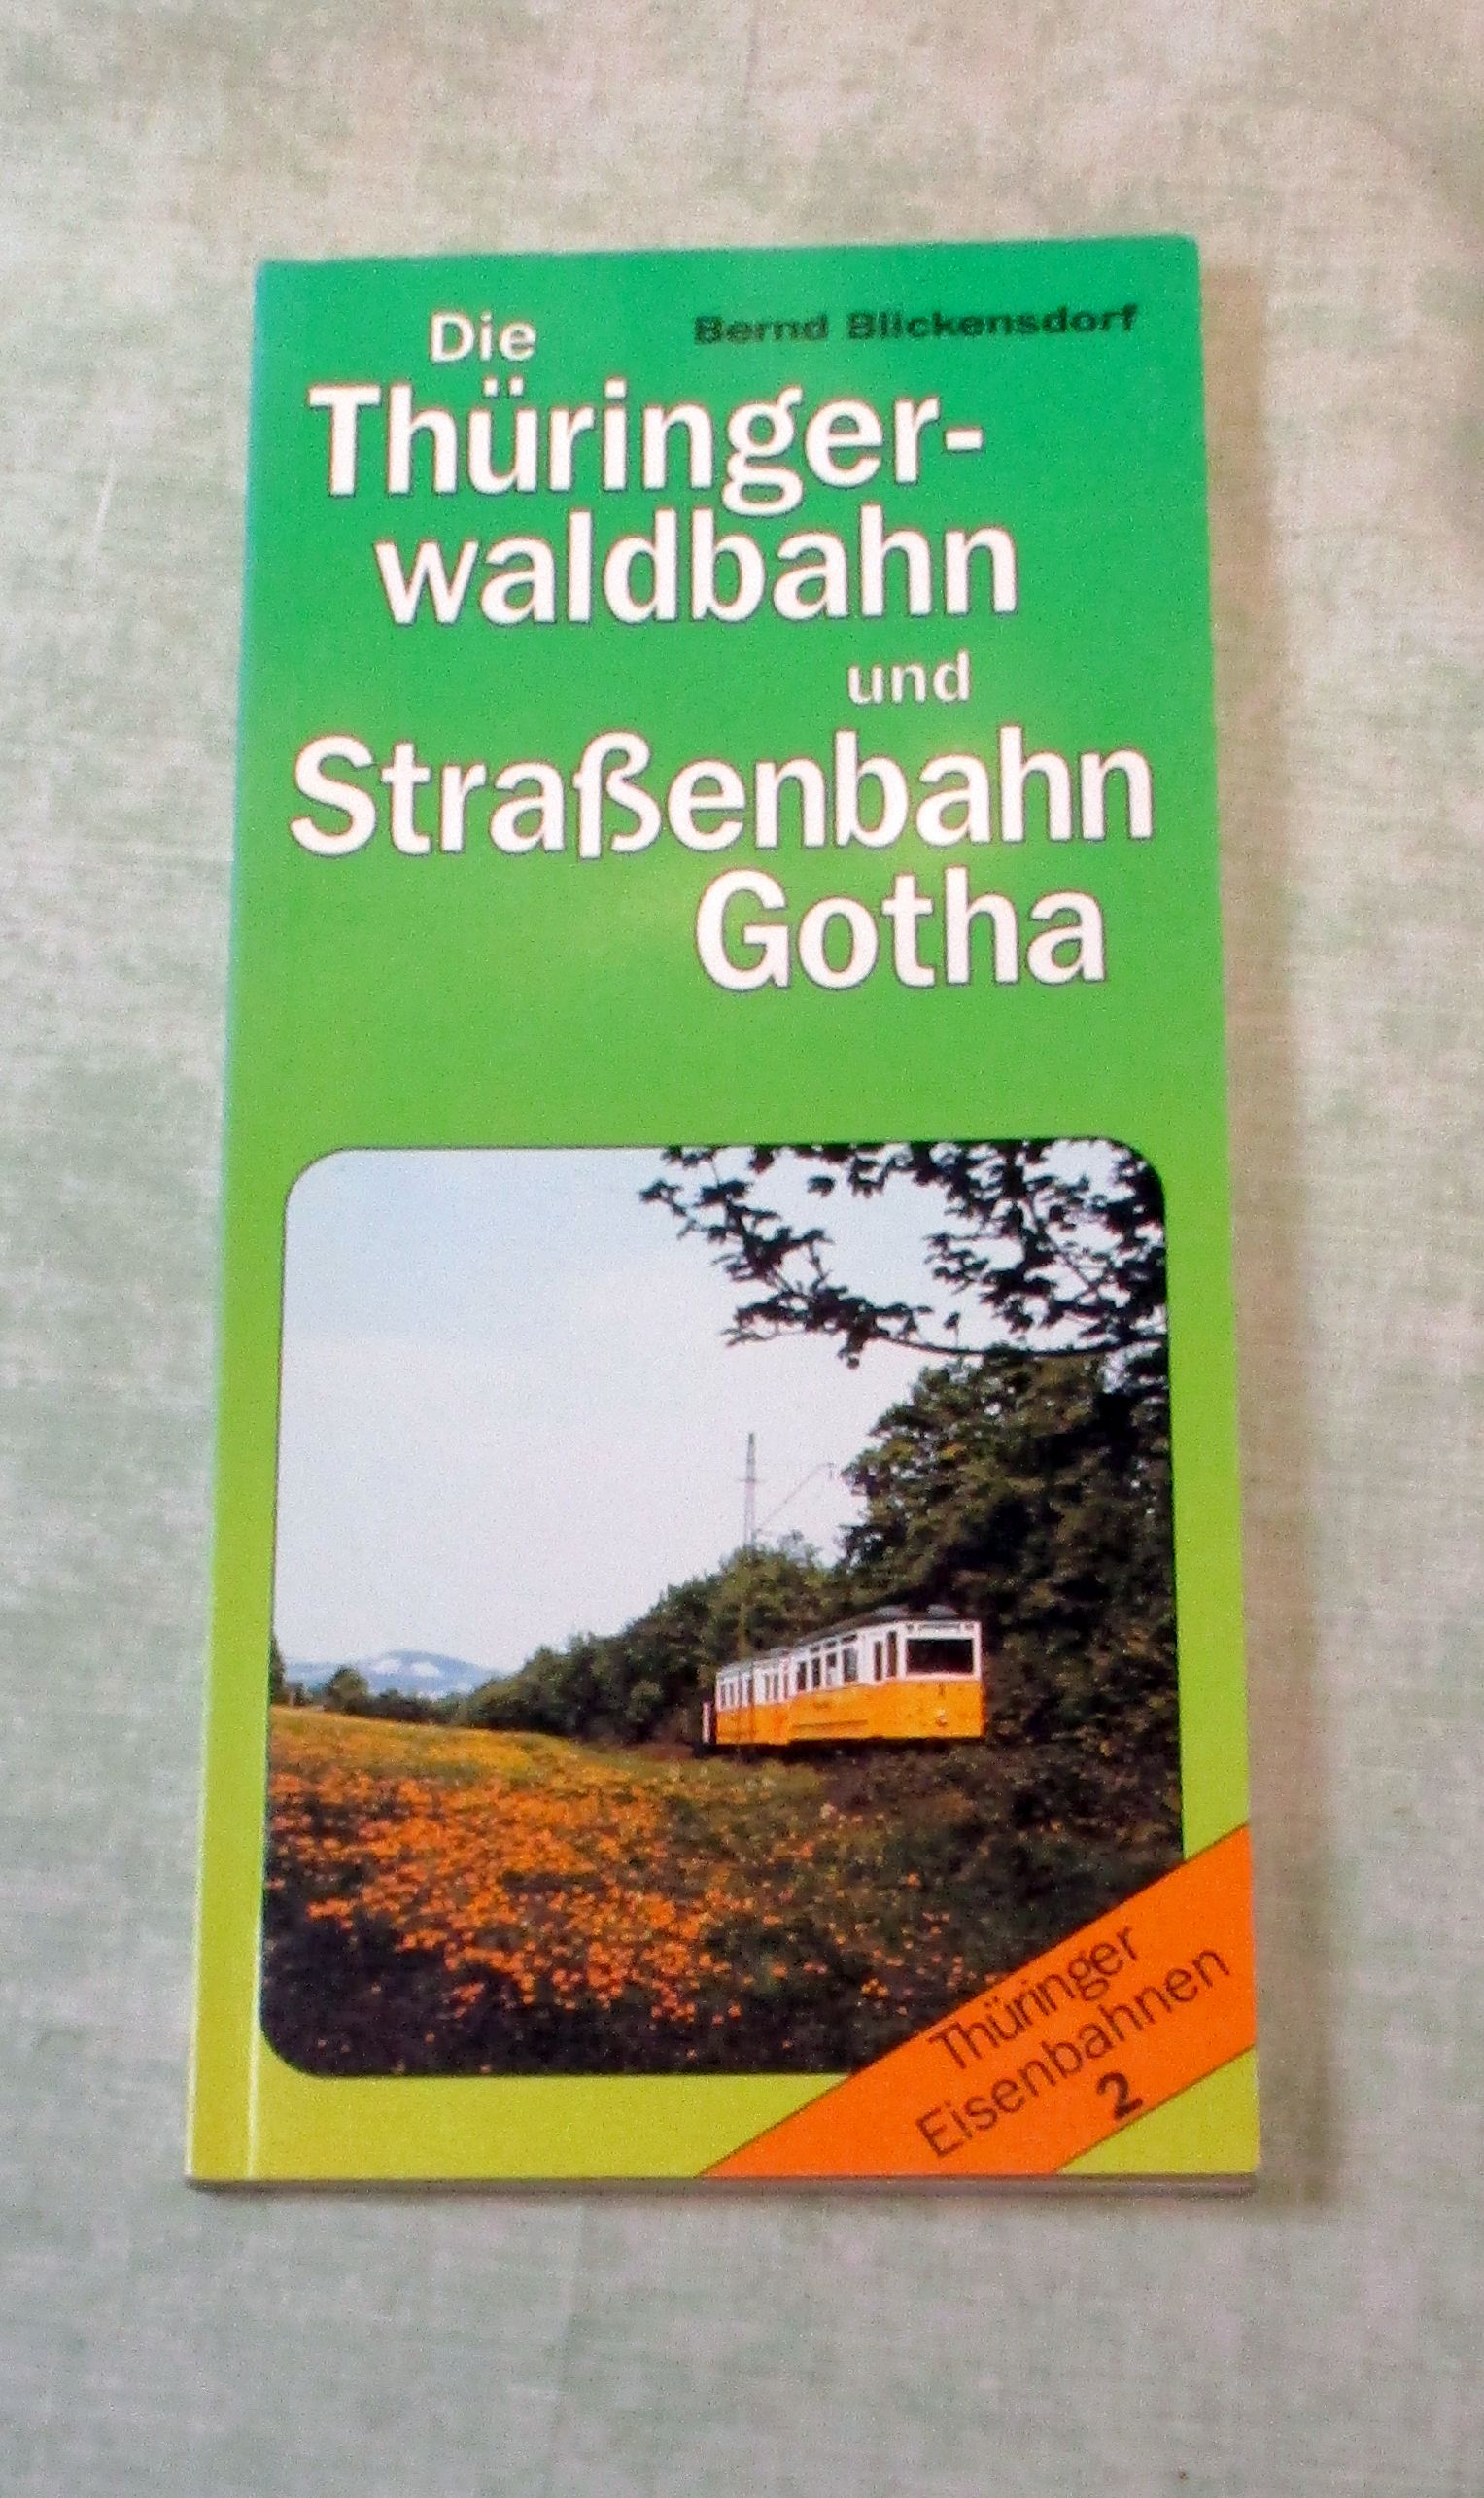 Bernd Blickensdorf
Die
Thüringer-
waldbahn
und
Straßenbahn
Gotha
Thüringer
Eisenbahnen
2